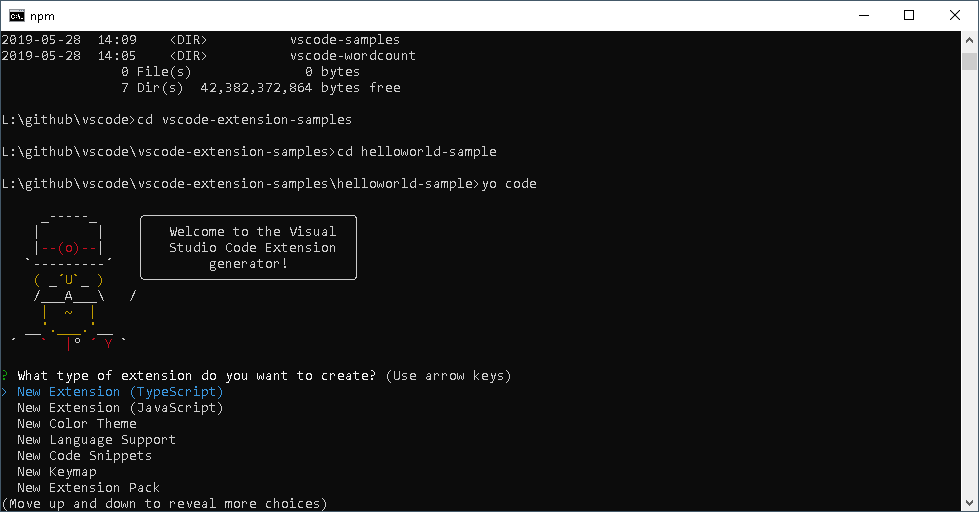 npm
2019-05-28  14:09    <DIR>          vscode-samples
2019-05-28  14:05    <DIR>          vscode-wordcount
               0 File(s)              0 bytes
               7 Dir(s)  42,382,372,864 bytes free
L:\github\vscode>cd vscode-extension-samples
L:\github\vscode\vscode-extension-samples>cd helloworld-sample
L:\github\vscode\vscode-extension-samples\helloworld-sample>yo code
Welcome to the Visual
Studio Code Extension
generator!
? What type of extension do you want to create? (Use arrow keys)
> New Extension (TypeScript)
  New Extension (JavaScript)
  New Color Theme
  New Language Support
  New Code Snippets
  New Keymap
  New Extension Pack
(Move up and down to reveal more choices)